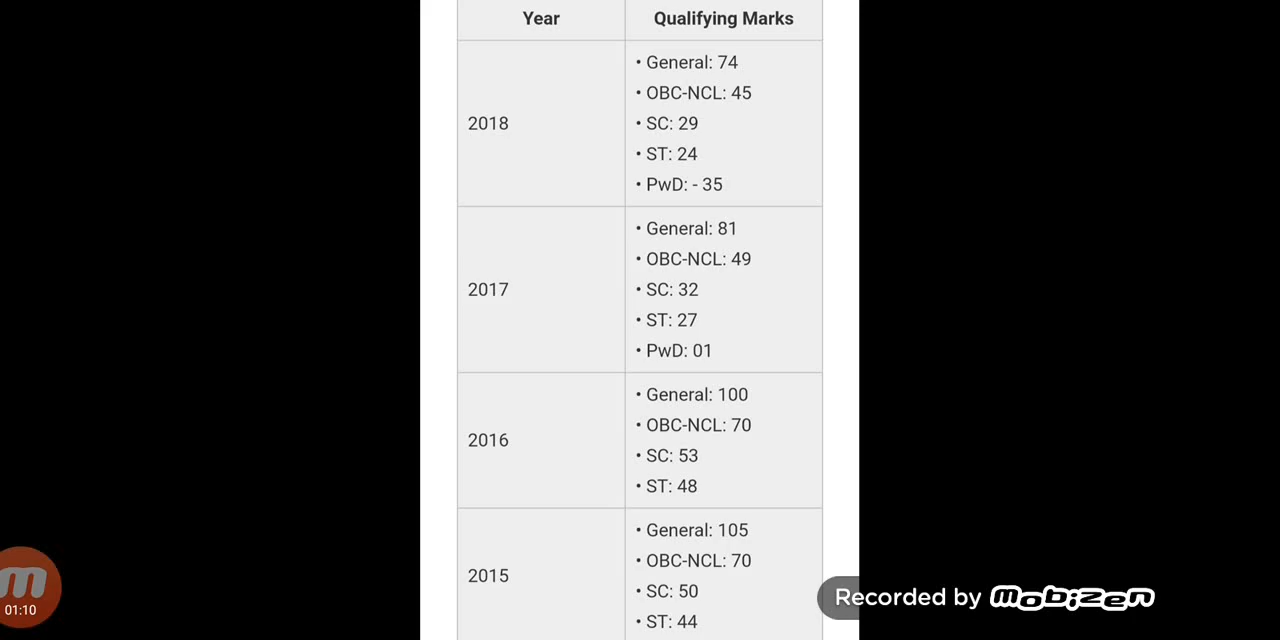 Year Qualifying Marks
• General: 74
• OBC-NCL: 45
2018
• SC: 29
• ST: 24
• PwD: - 35
• General: 81
• OBC-NCL: 49
2017
• SC: 32
• ST: 27
• PwD: 01
• General: 100
• OBC-NCL: 70
2016
• SC: 53
• ST: 48
• General: 105
• OBC-NCL: 70
2015
• SC: 50
• ST: 44
m
01:10
Recorded by mobizen